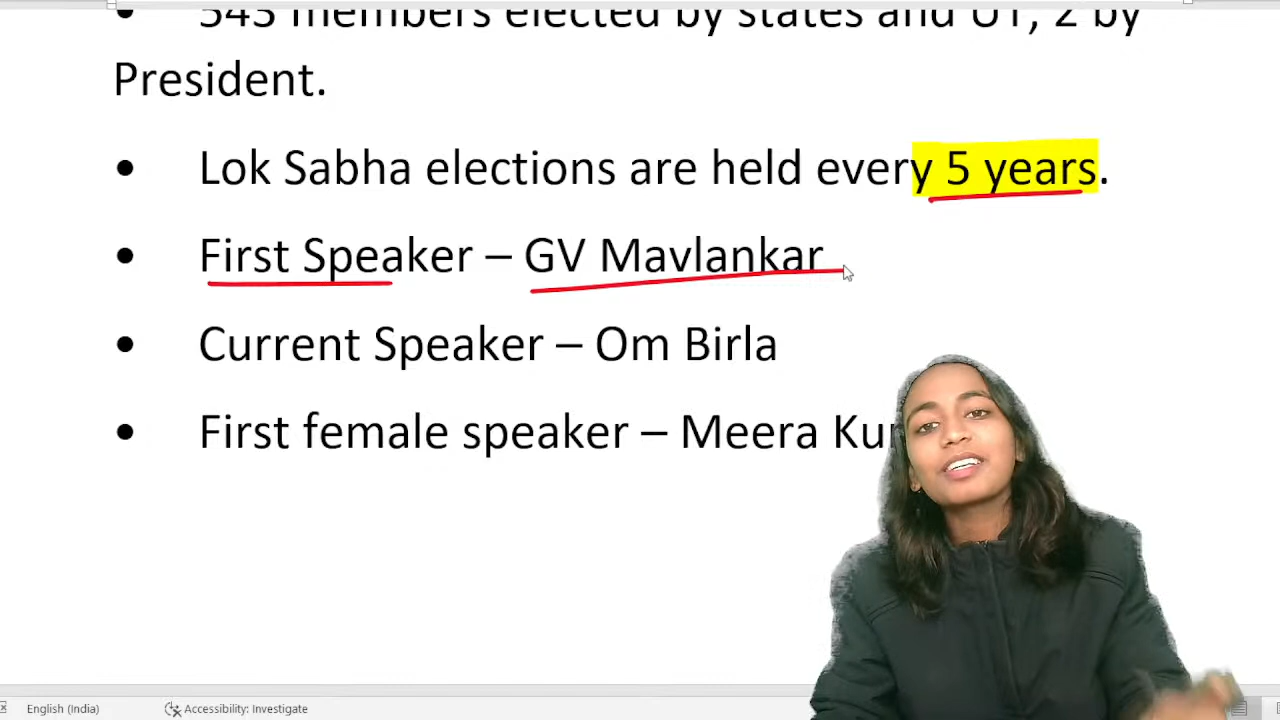 • 543 members elected by states and UT, 2 by
President.
• Lok Sabha elections are held every 5 years.
• First Speaker – GV Mavlankar
• Current Speaker – Om Birla
• First female speaker – Meera
English (India) Accessibility: Investigate